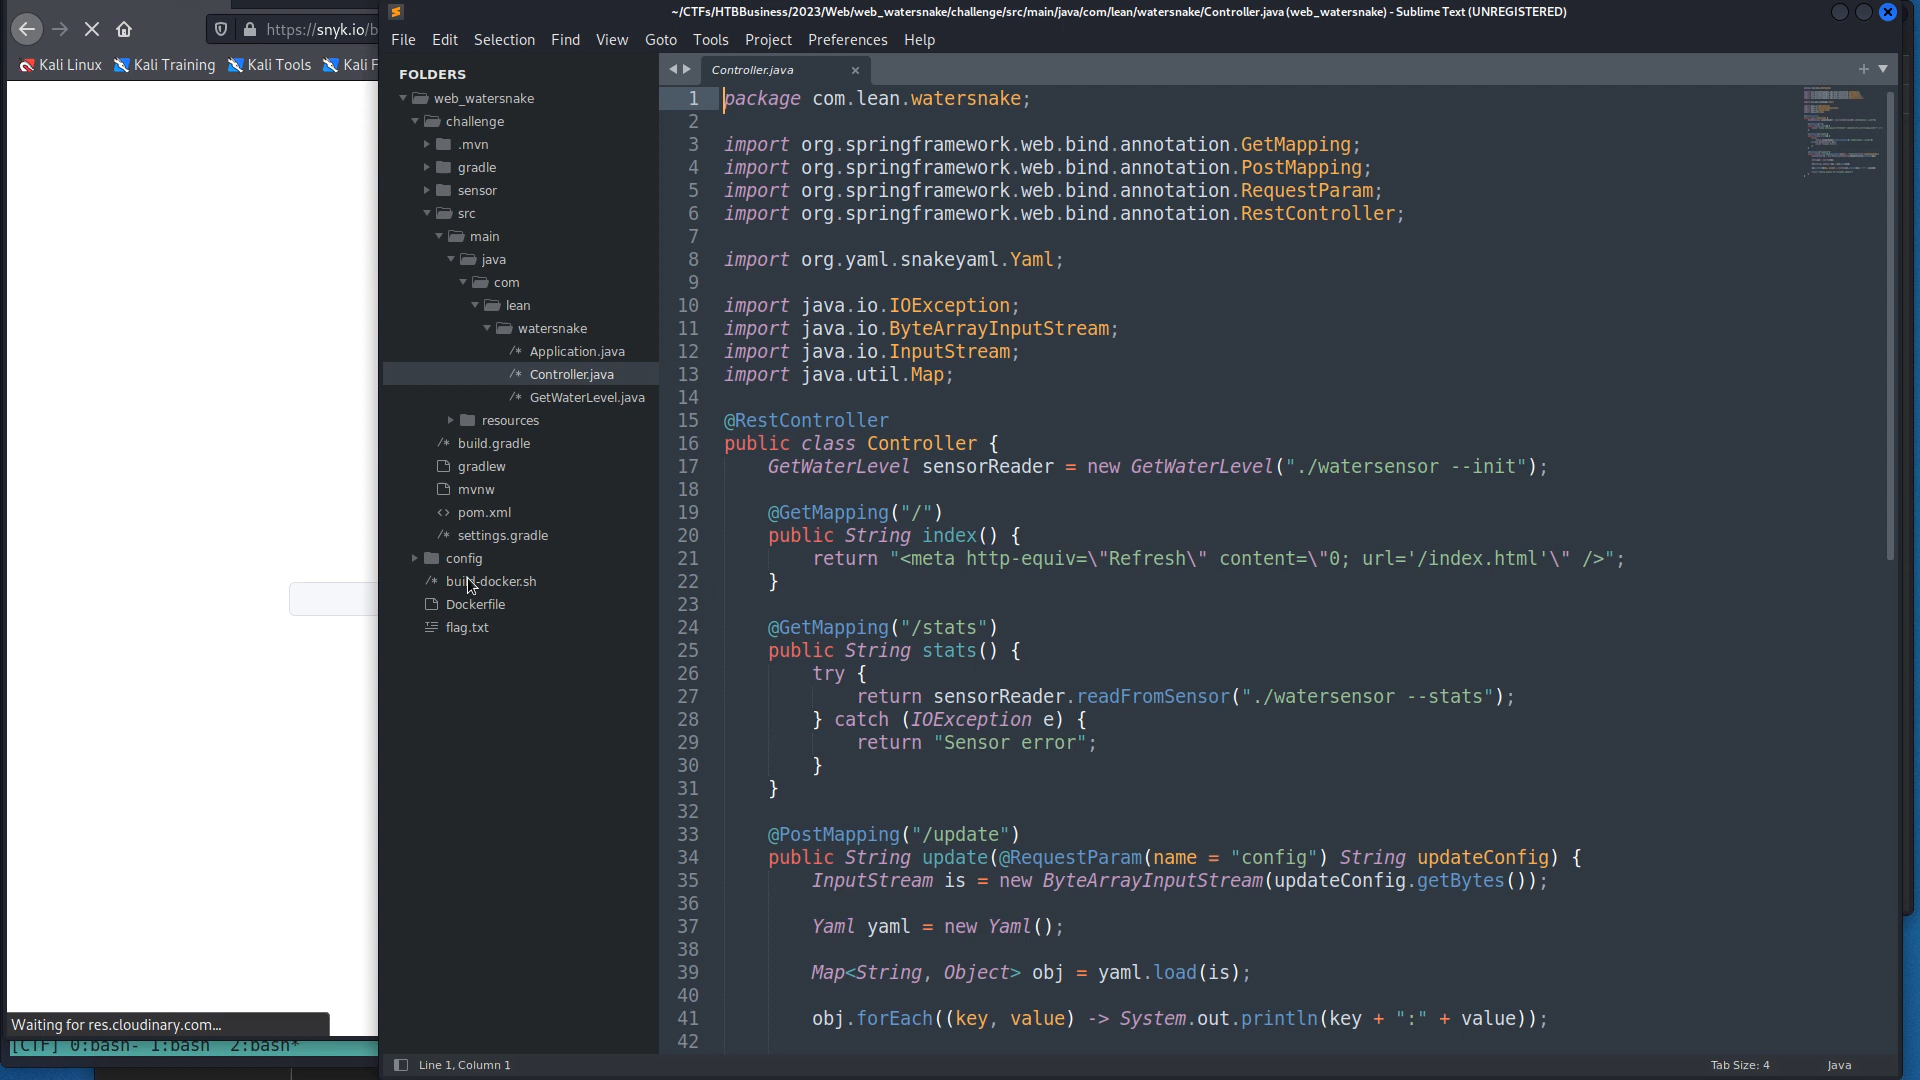 ~/CTFs/HTBBusiness/2023/Web/web_watersnake/challenge/src/main/java/com/lean/watersnake/Controller.java (web_watersnake) - Sublime Text (UNREGISTERED)
https://snyk.io/b
Kali Linux Kali Training Kali Tools Kali F
File Edit Selection Find View Goto Tools Project Preferences Help
FOLDERS
web_watersnake
challenge
.mvn
gradle
sensor
src
main
java
com
lean
watersnake
/* Application.java
/* Controller.java
/* GetWaterLevel.java
resources
/* build.gradle
gradlew
mvnw
<> pom.xml
/* settings.gradle
config
/* build-docker.sh
Dockerfile
flag.txt
Controller.java ×
1 package com.lean.watersnake;
2
3 import org.springframework.web.bind.annotation.GetMapping;
4 import org.springframework.web.bind.annotation.PostMapping;
5 import org.springframework.web.bind.annotation.RequestParam;
6 import org.springframework.web.bind.annotation.RestController;
7
8 import org.yaml.snakeyaml.Yaml;
9
10 import java.io.IOException;
11 import java.io.ByteArrayInputStream;
12 import java.io.InputStream;
13 import java.util.Map;
14
15 @RestController
16 public class Controller {
17 GetWaterLevel sensorReader = new GetWaterLevel("./watersensor --init");
18
19 @GetMapping("/")
20 public String index() {
21 return "<meta http-equiv=\"Refresh\" content=\"0; url='/index.html'\" />";
22 }
23
24 @GetMapping("/stats")
25 public String stats() {
26 try {
27 return sensorReader.readFromSensor("./watersensor --stats");
28 } catch (IOException e) {
29 return "Sensor error";
30 }
31 }
32
33 @PostMapping("/update")
34 public String update(@RequestParam(name = "config") String updateConfig) {
35 InputStream is = new ByteArrayInputStream(updateConfig.getBytes());
36
37 Yaml yaml = new Yaml();
38
39 Map<String, Object> obj = yaml.load(is);
40
41 obj.forEach((key, value) -> System.out.println(key + ":" + value));
42
Waiting for res.cloudinary.com...
[CTF] 0:bash- 1:bash 2:bash*
Line 1, Column 1
Tab Size: 4 Java